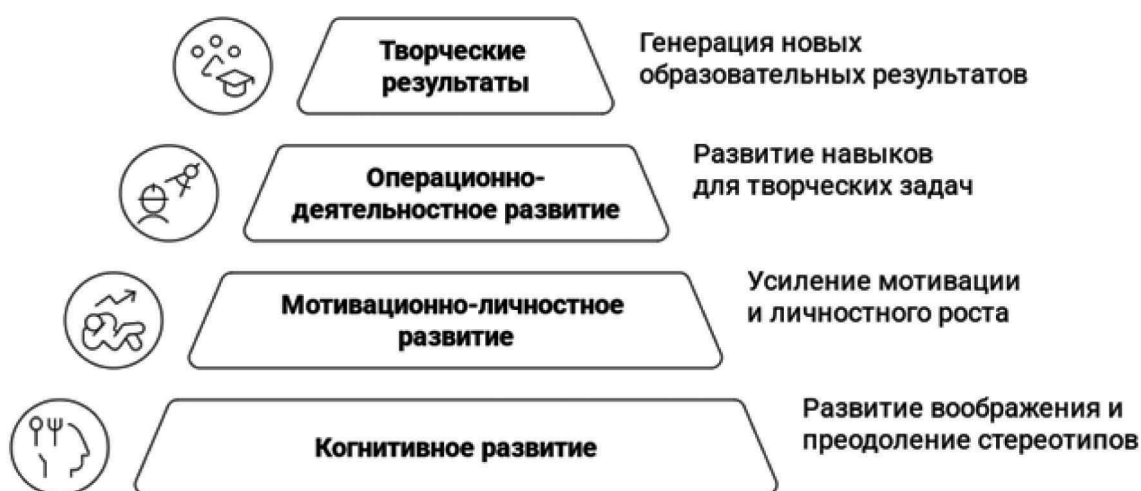 Творческие
результаты
Генерация новых
образовательных результатов
Операционно-
деятельностное развитие
Развитие навыков
для творческих задач
Мотивационно-личностное
развитие
Усиление мотивации
и личностного роста
Когнитивное развитие
Развитие воображения и
преодоление стереотипов